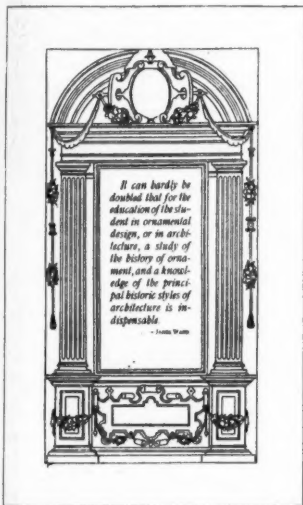 It can hardly be
doubted that for the
education of the stu-
dent in ornamental
design, or in archi-
tecture, a study of
the history of orna-
ment, and a knowl-
edge of the princi-
pal historic styles of
architecture is in-
dispensable.
- James Ward